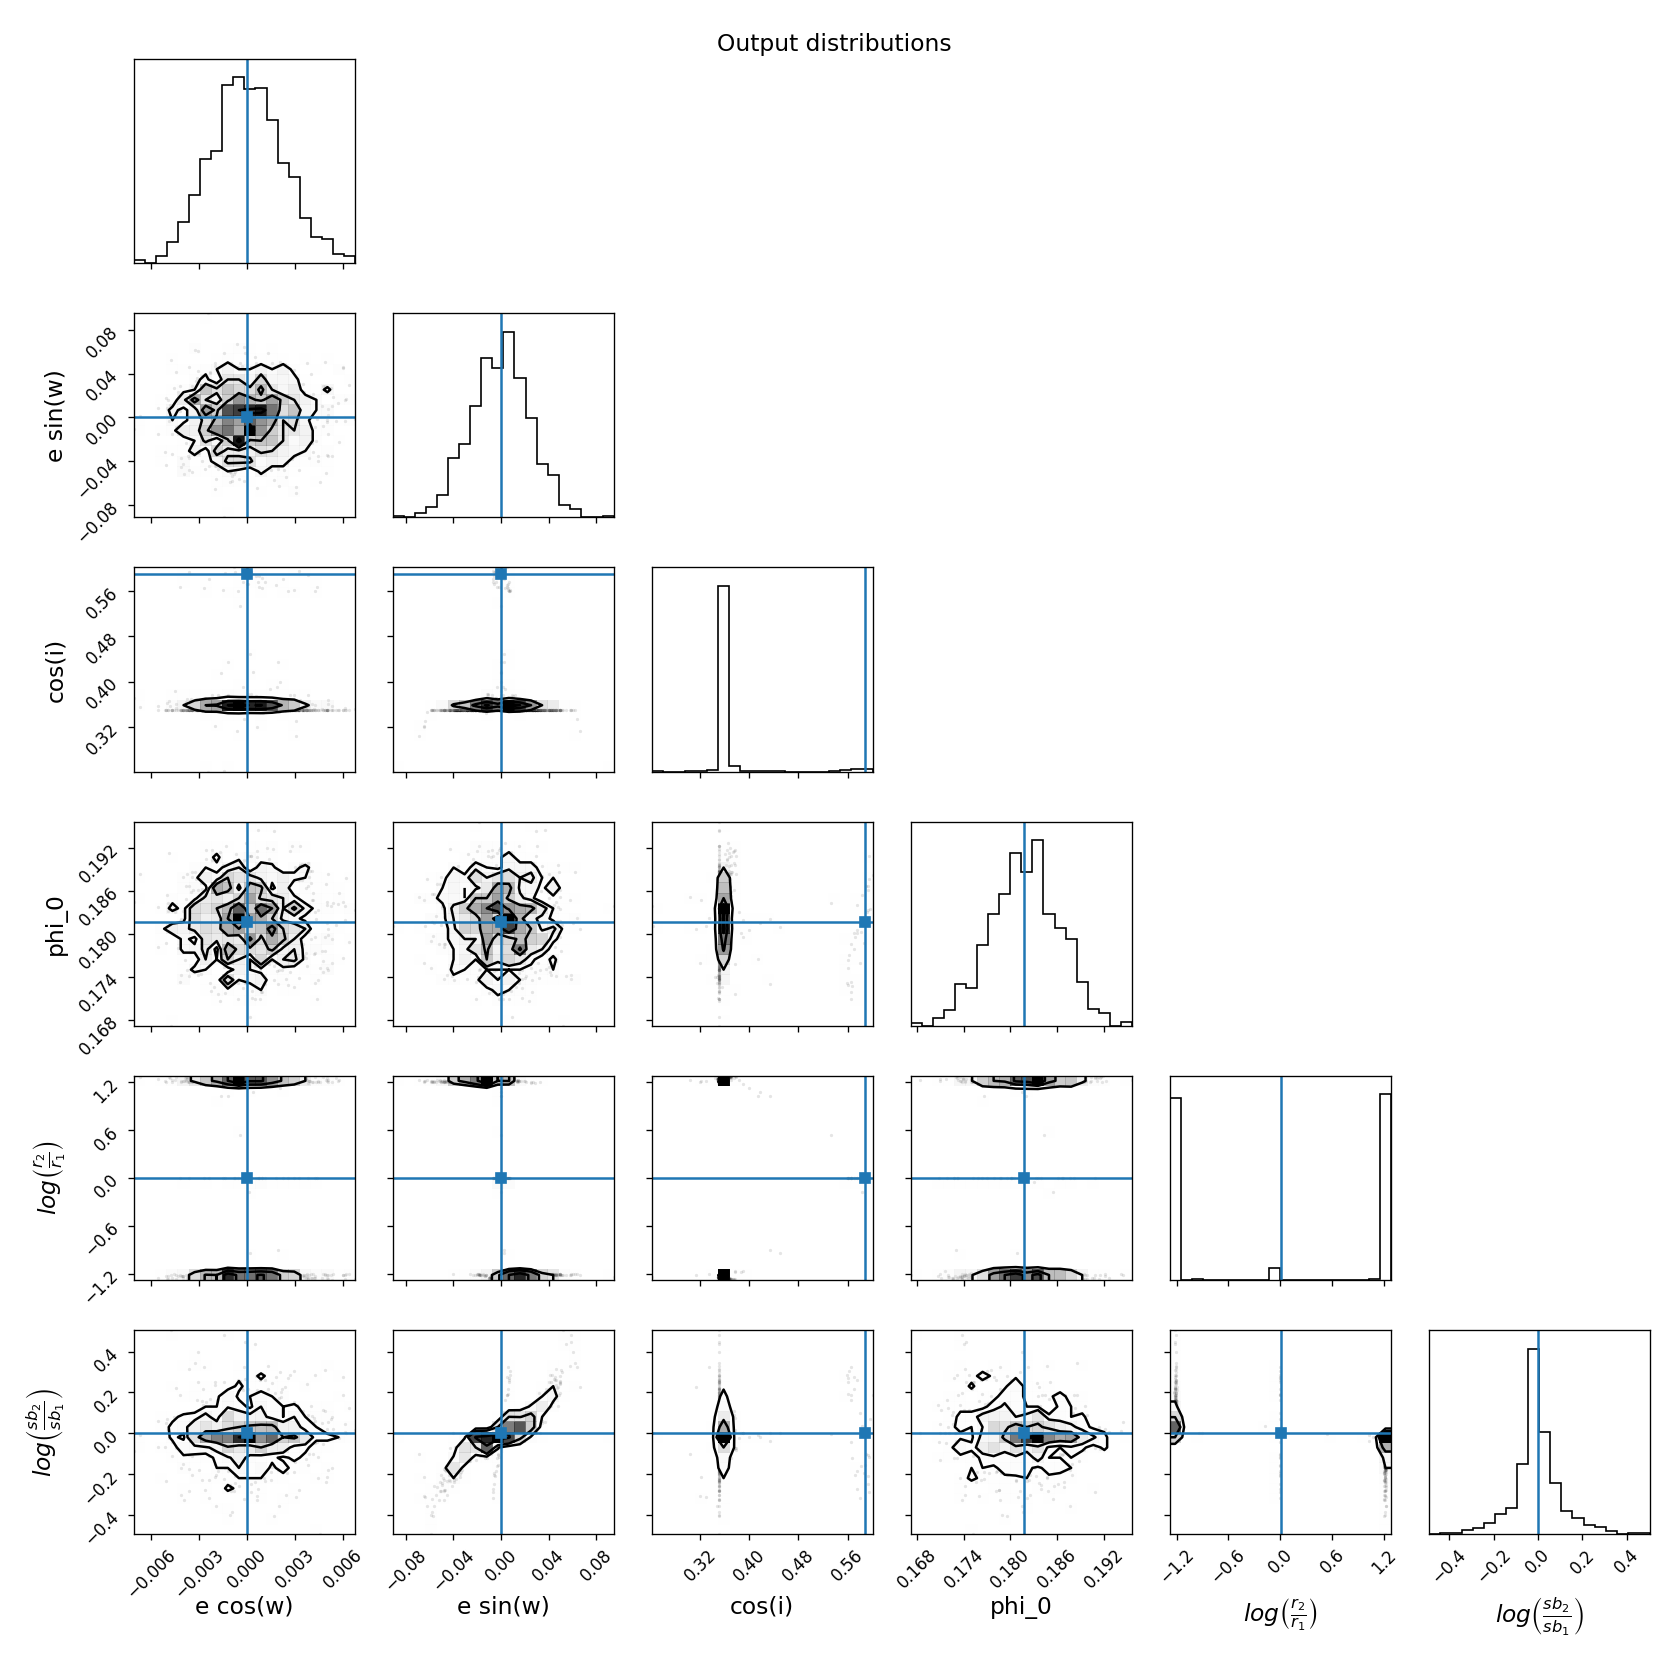 Output distributions
e sin(w)
0.08
0.04
0.00
−0.04
−0.08
cos(i)
0.56
0.48
0.40
0.32
phi_0
0.192
0.186
0.180
0.174
0.168
log(r₂/r₁)
1.2
0.6
0.0
−0.6
−1.2
log(sb₂/sb₁)
0.4
0.2
0.0
−0.2
−0.4
−0.006 −0.003 0.000 0.003 0.006
−0.08 −0.04 0.00 0.04 0.08
0.32 0.40 0.48 0.56
0.168 0.174 0.180 0.186 0.192
−1.2 −0.6 0.0 0.6 1.2
−0.4 −0.2 0.0 0.2 0.4
e cos(w)
e sin(w)
cos(i)
phi_0
log(r₂/r₁)
log(sb₂/sb₁)